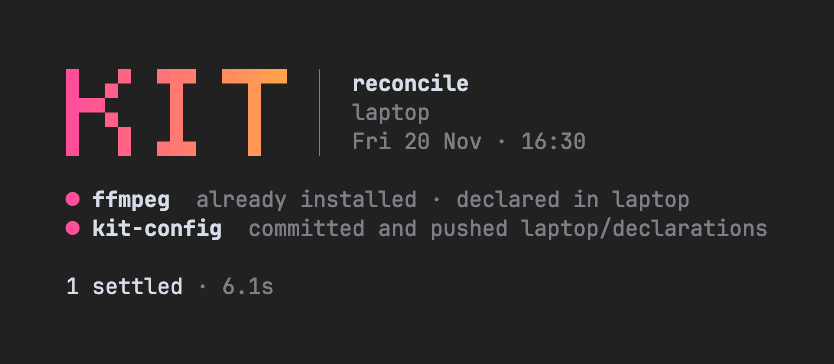 KIT
reconcile
laptop
Fri 20 Nov · 16:30
ffmpeg already installed · declared in laptop
kit-config committed and pushed laptop/declarations
1 settled · 6.1s